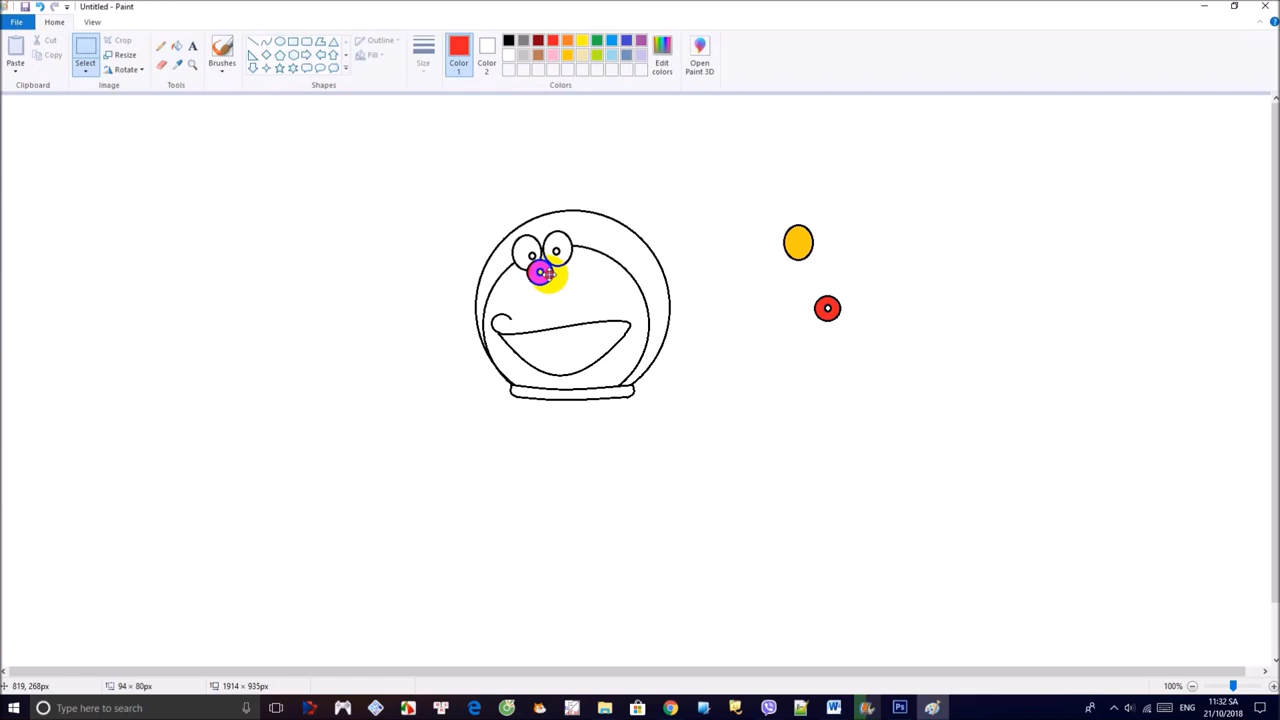 Untitled - Paint
File
Home
View
Paste
Cut
Copy
Clipboard
Select
Crop
Resize
Rotate
Image
Tools
Brushes
Shapes
Outline
Fill
Size
Color 1
Color 2
Colors
Edit colors
Open Paint 3D
819, 268px
94 × 80px
1914 × 935px
100%
Type here to search
ENG
11:32 SA
21/10/2018